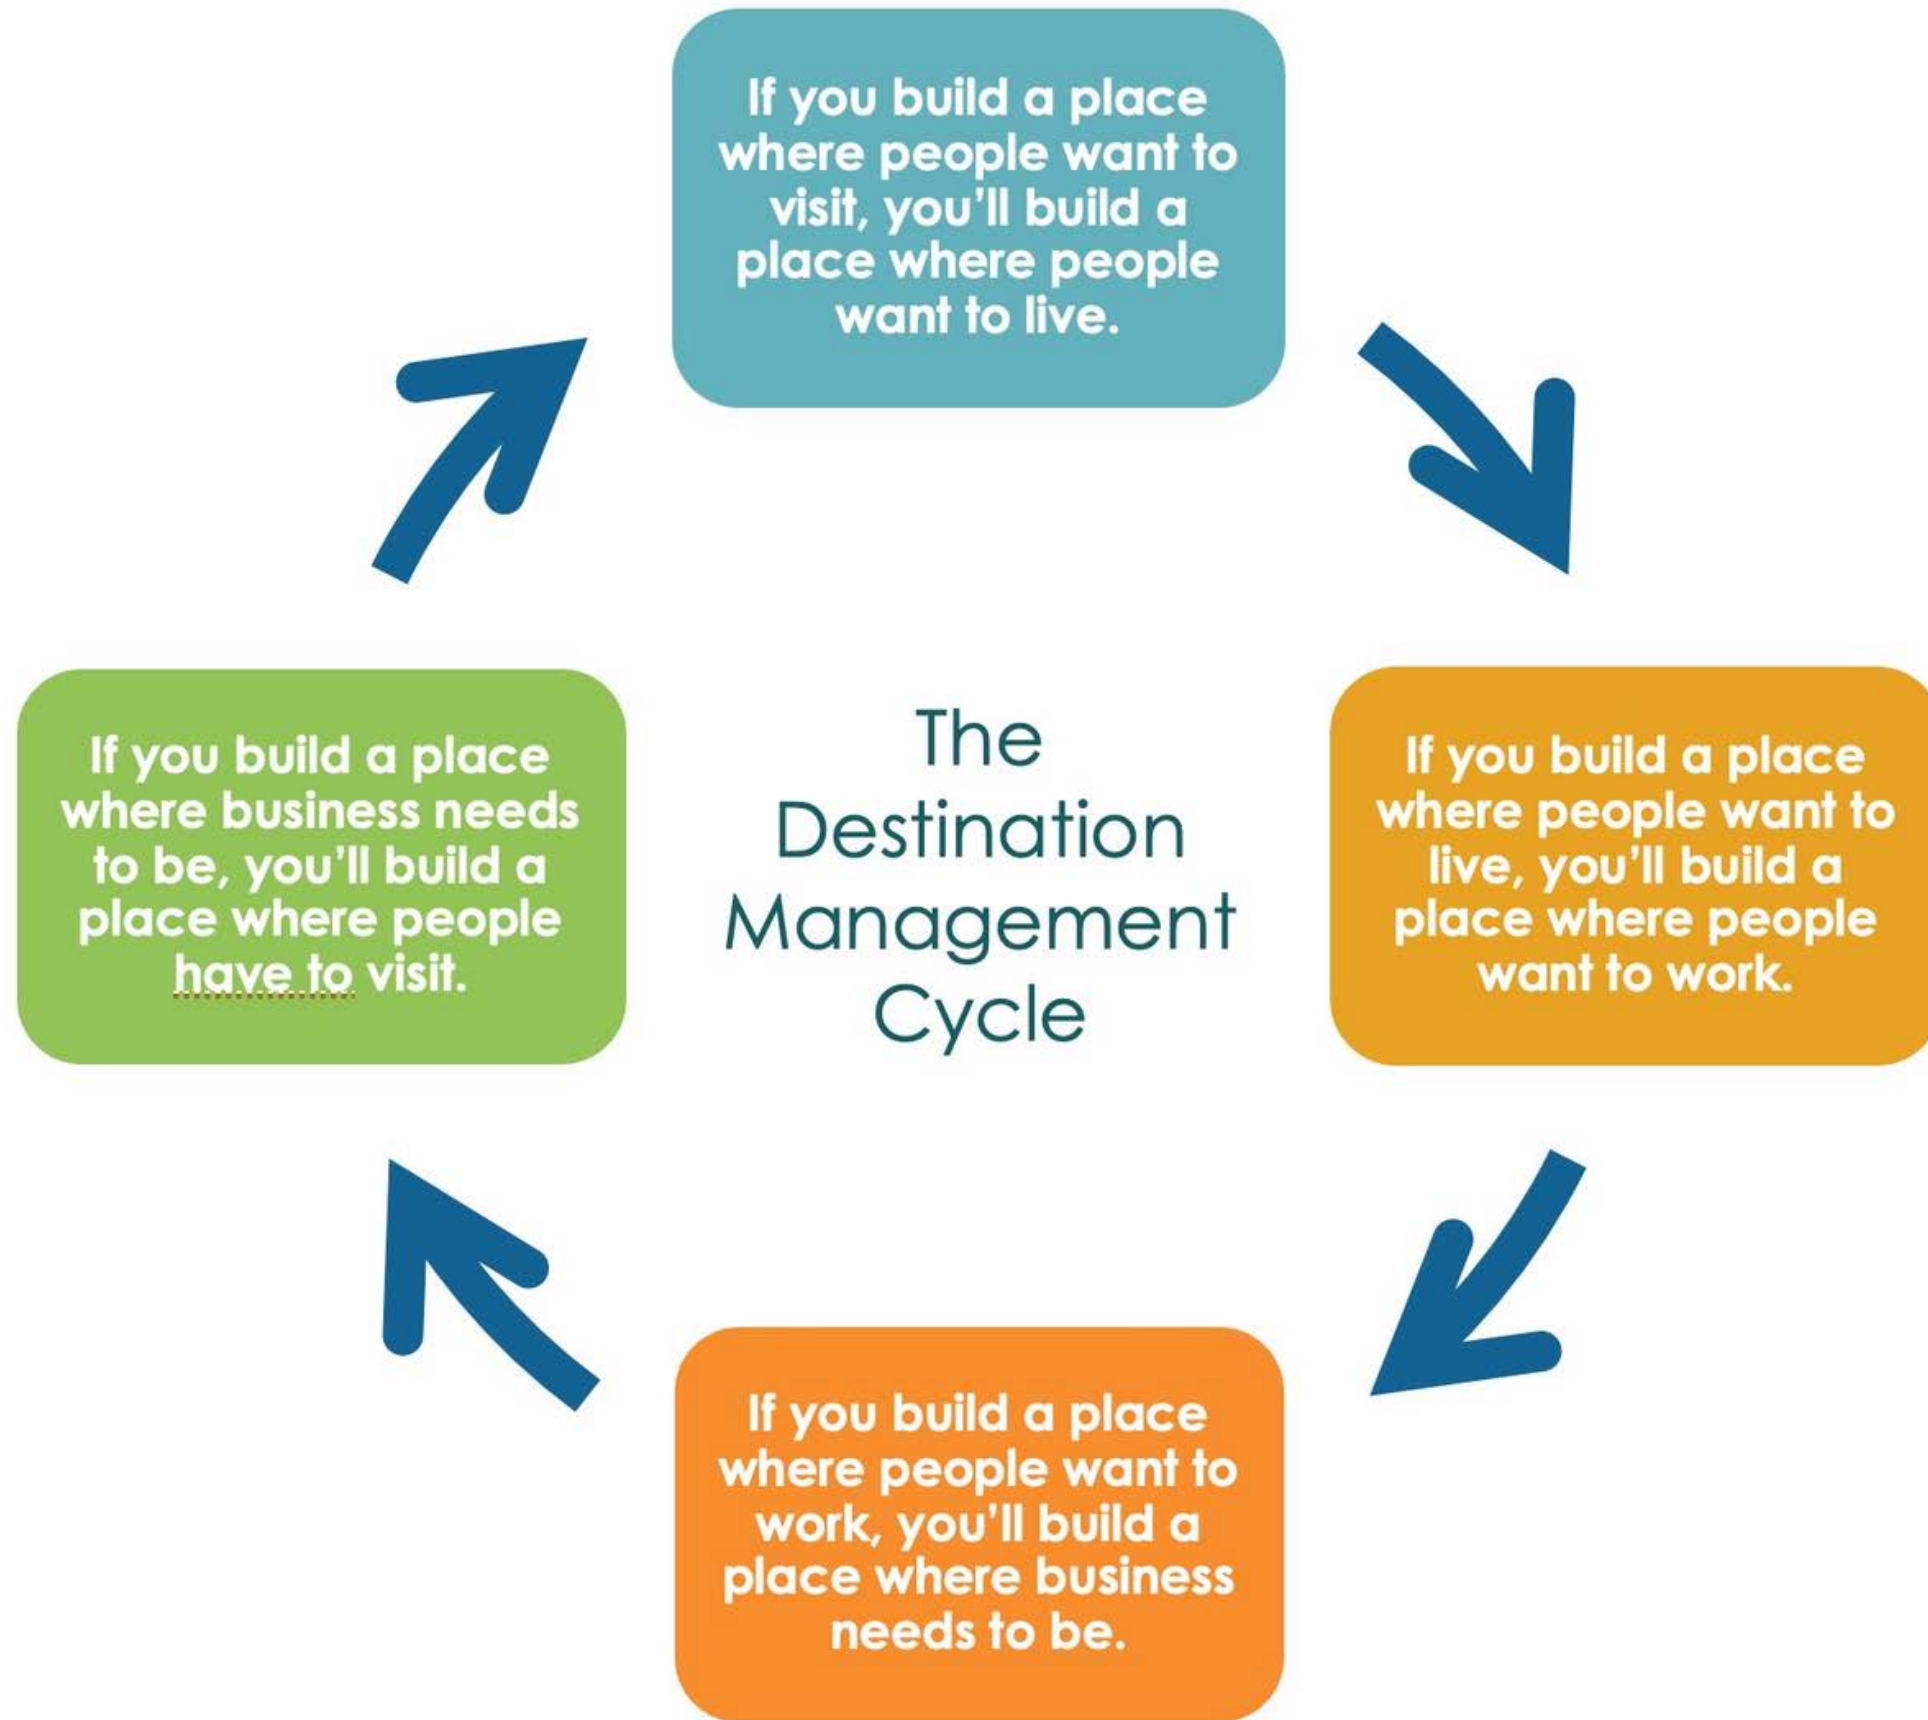 If you build a place
where people want to
visit, you'll build a
place where people
want to live.
If you build a place
where people want to
live, you'll build a
place where people
want to work.
If you build a place
where people want to
work, you'll build a
place where business
needs to be.
If you build a place
where business needs
to be, you'll build a
place where people
have to visit.
The
Destination
Management
Cycle